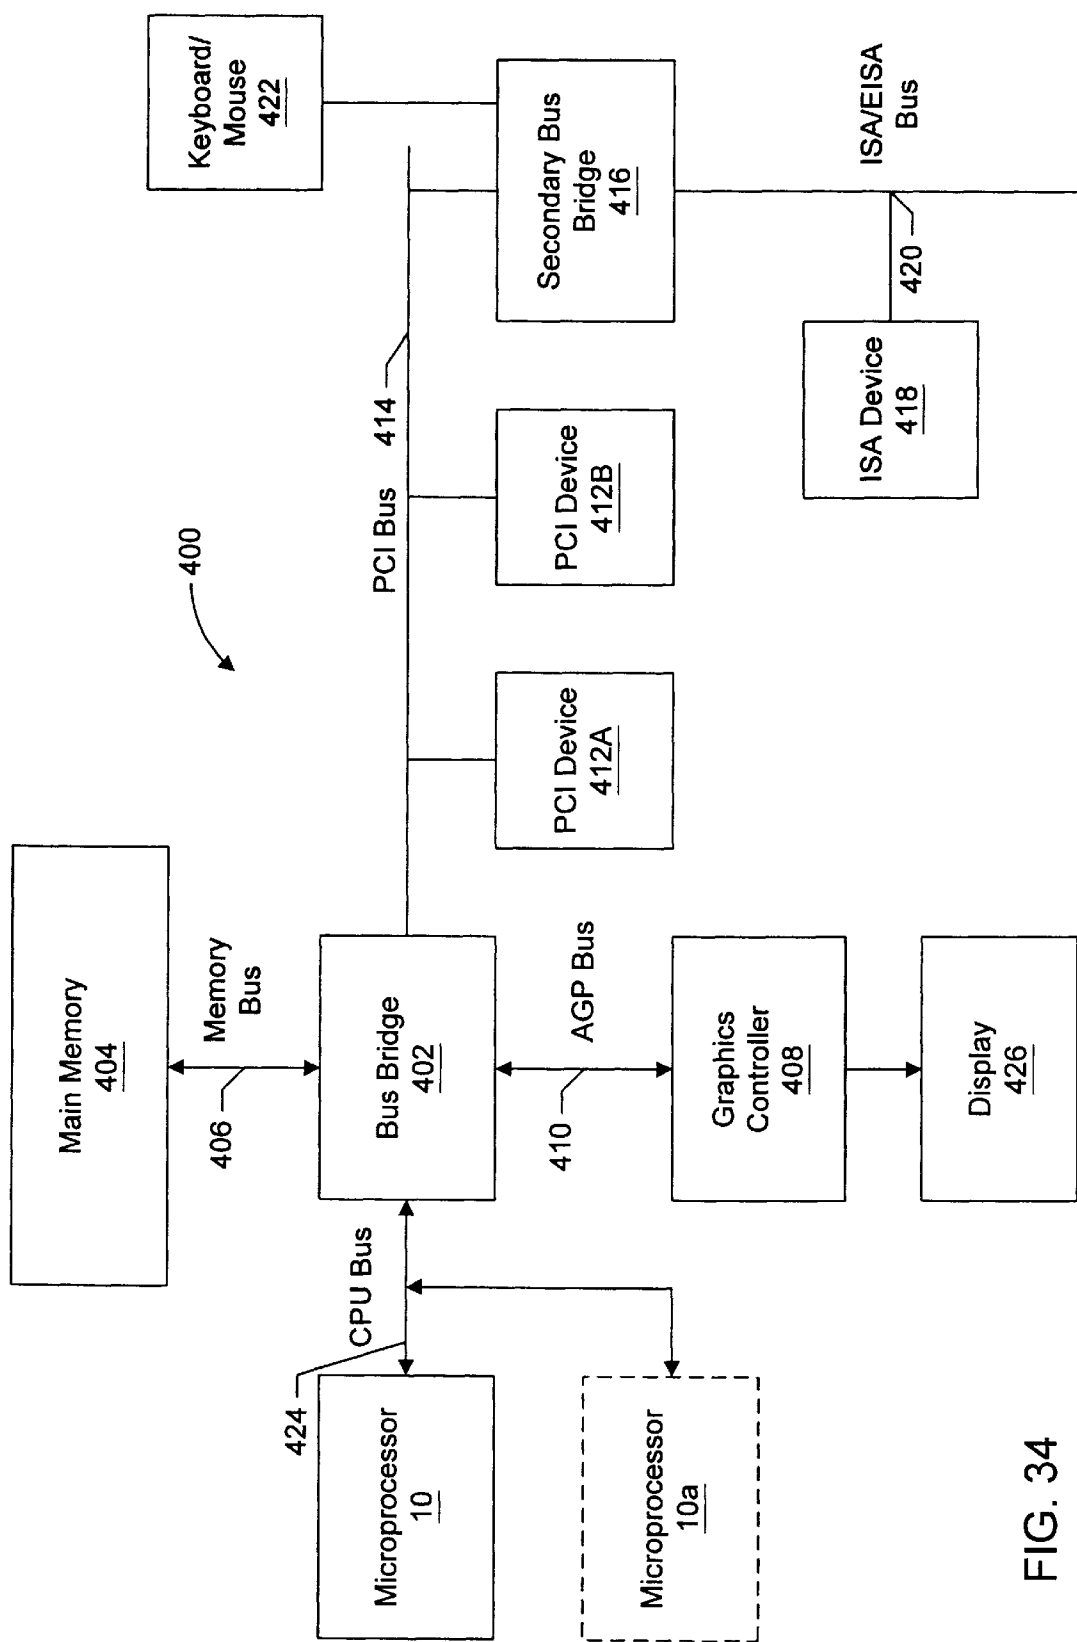 Main Memory
404
Memory
Bus
406
400
Keyboard/
Mouse
422
CPU Bus
424
Microprocessor
10
Bus Bridge
402
PCI Bus
414
PCI Device
412A
PCI Device
412B
Secondary Bus
Bridge
416
Microprocessor
10a
AGP Bus
410
Graphics
Controller
408
ISA Device
418
420
ISA/EISA
Bus
Display
426
FIG. 34